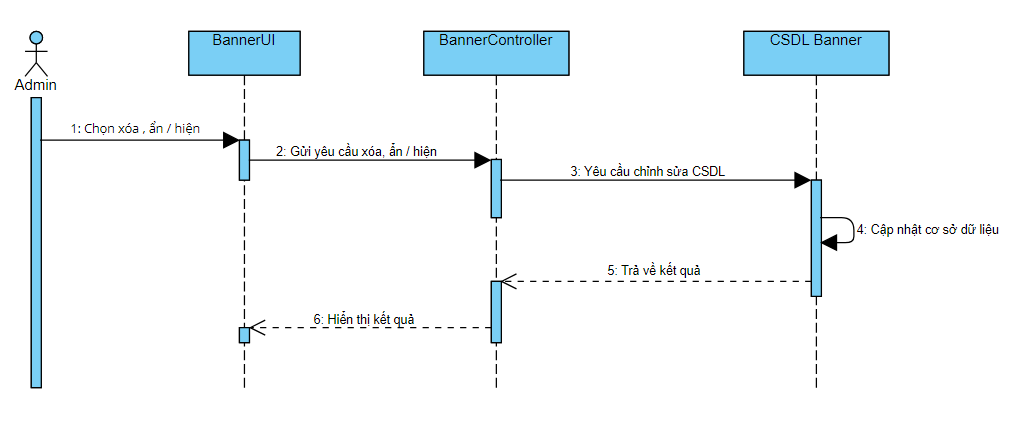 BannerUI
BannerController
CSDL Banner
Admin
1: Chọn xóa , ẩn / hiện
2: Gửi yêu cầu xóa, ẩn / hiện
3: Yêu cầu chỉnh sửa CSDL
4: Cập nhật cơ sở dữ liệu
5: Trả về kết quả
6: Hiển thị kết quả